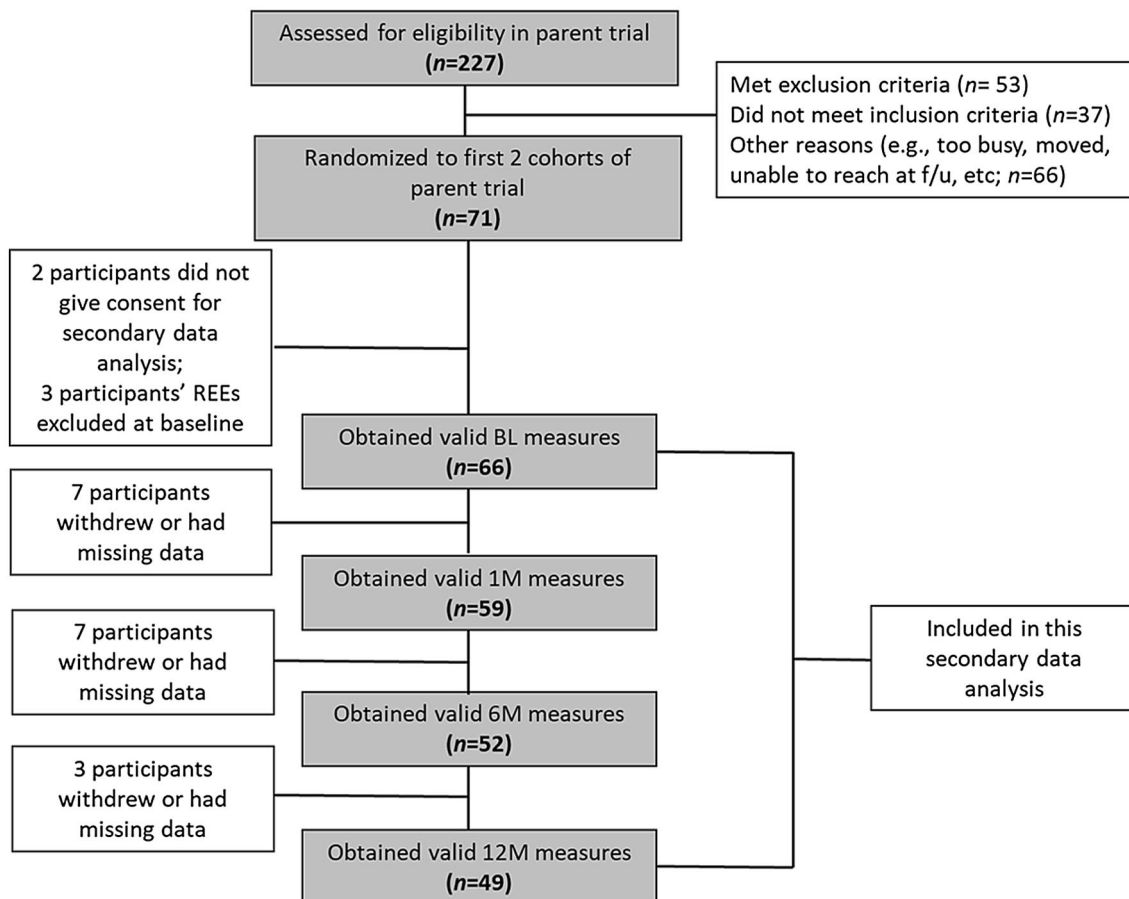 Assessed for eligibility in parent trial
(n=227)
Met exclusion criteria (n= 53)
Did not meet inclusion criteria (n=37)
Other reasons (e.g., too busy, moved,
unable to reach at f/u, etc; n=66)
Randomized to first 2 cohorts of
parent trial
(n=71)
2 participants did not
give consent for
secondary data
analysis;
3 participants’ REEs
excluded at baseline
Obtained valid BL measures
(n=66)
7 participants
withdrew or had
missing data
Obtained valid 1M measures
(n=59)
7 participants
withdrew or had
missing data
Included in this
secondary data
analysis
Obtained valid 6M measures
(n=52)
3 participants
withdrew or had
missing data
Obtained valid 12M measures
(n=49)